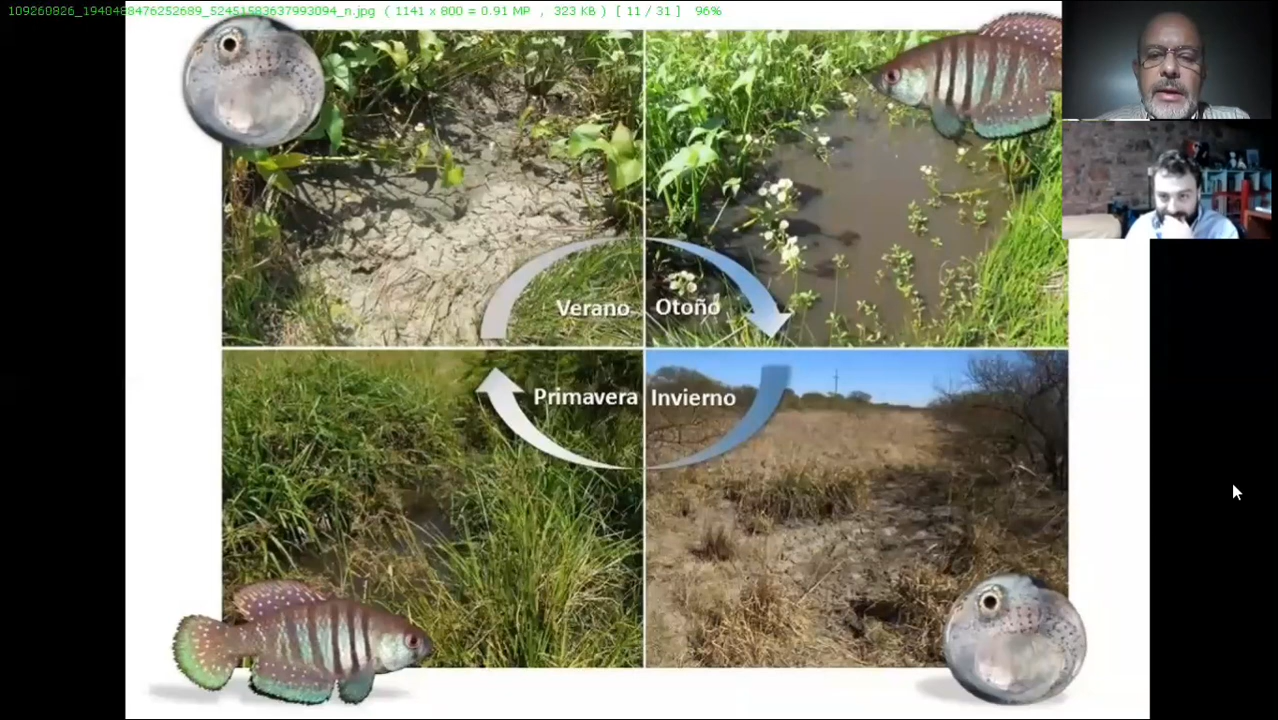 109260826_1940488476252689_52451583637993094_n.jpg ( 1141 x 800 = 0.91 MP , 323 KB ) [ 11 / 31 ] 96%
Verano
Otoño
Primavera
Invierno